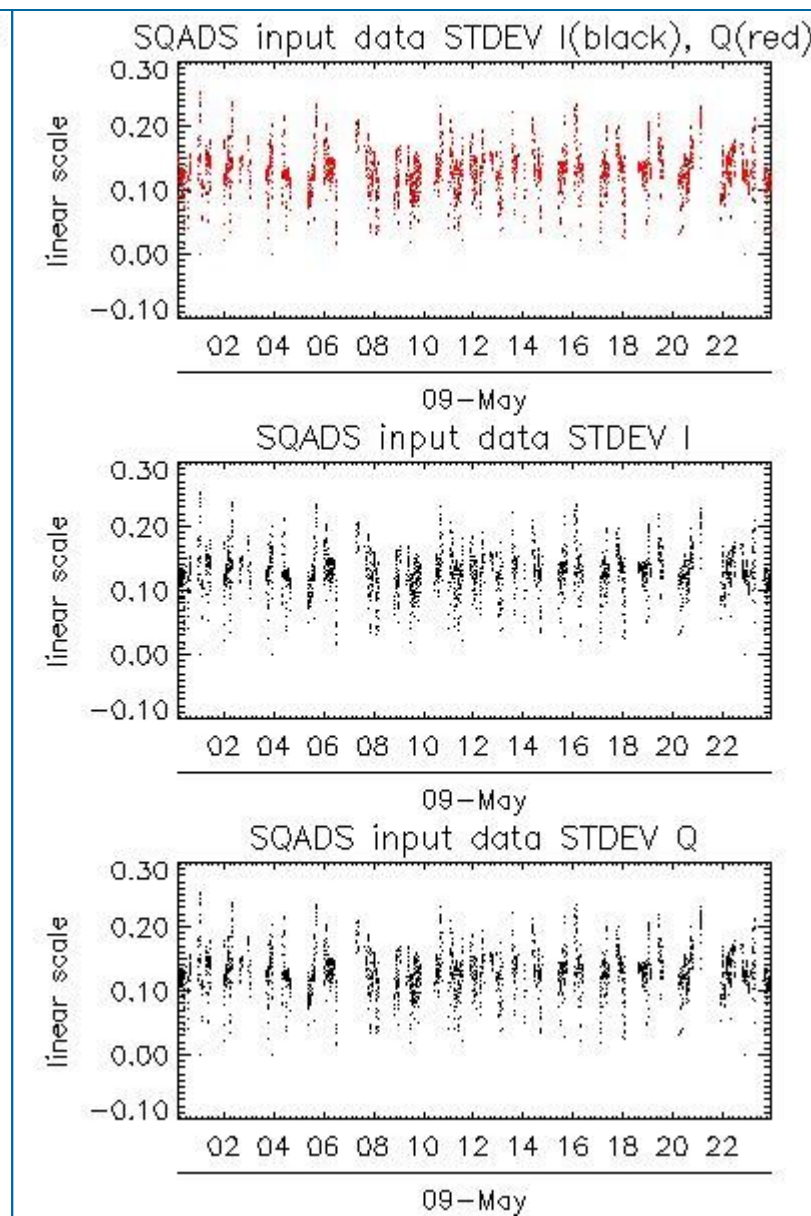 SQADS input data STDEV I(black), Q(red)
0.30
0.20
0.10
0.00
-0.10
linear scale
02 04 06 08 10 12 14 16 18 20 22
09-May
SQADS input data STDEV I
0.30
0.20
0.10
0.00
-0.10
linear scale
02 04 06 08 10 12 14 16 18 20 22
09-May
SQADS input data STDEV Q
0.30
0.20
0.10
0.00
-0.10
linear scale
02 04 06 08 10 12 14 16 18 20 22
09-May